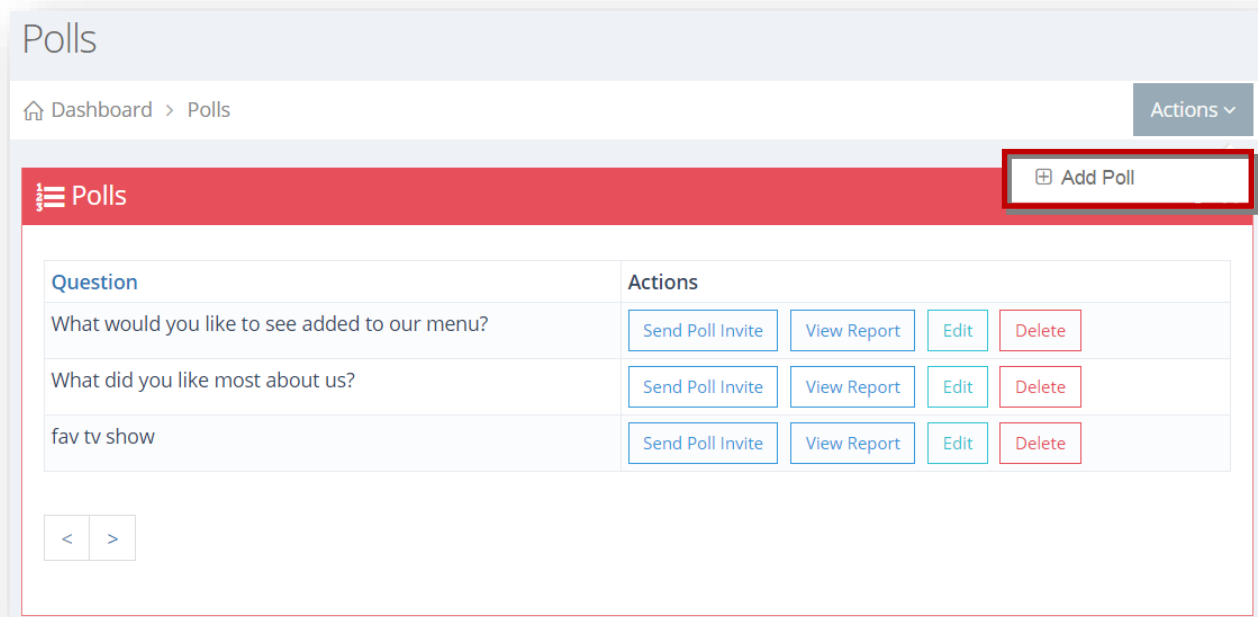 Polls
Dashboard > Polls
Actions
Add Poll
Polls
Question Actions
What would you like to see added to our menu? Send Poll Invite View Report Edit Delete
What did you like most about us? Send Poll Invite View Report Edit Delete
fav tv show Send Poll Invite View Report Edit Delete
< >